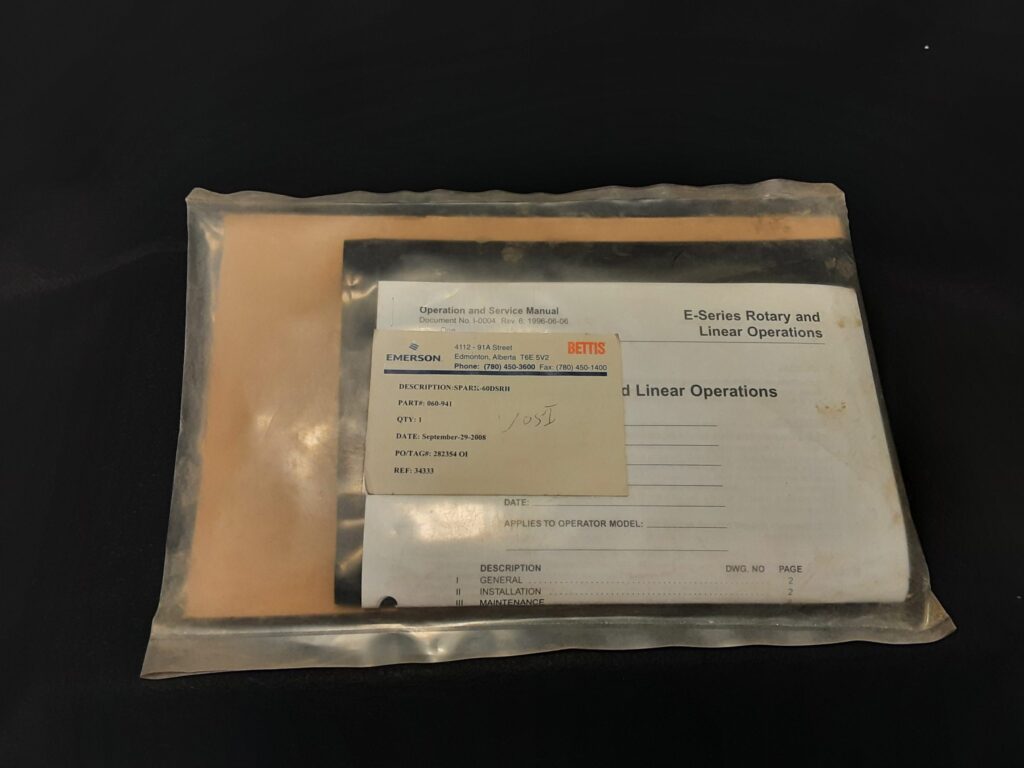 Operation and Service Manual
Document No. I-0004 Rev 8, 1996-06-06
E-Series Rotary and
Linear Operations
EMERSON
4112 - 91A Street
Edmonton, Alberta T6E 5V2
Phone: (780) 450-3600 Fax: (780) 450-1400
BETTIS
DESCRIPTION:SPARK-60DSRH
PART#: 060-941
QTY: 1
DATE: September-29-2008
PO/TAG#: 282354 OI
REF: 34333
d Linear Operations
DATE:
APPLIES TO OPERATOR MODEL:
DESCRIPTION DWG. NO PAGE
I GENERAL 2
II INSTALLATION 2
III MAINTENANCE